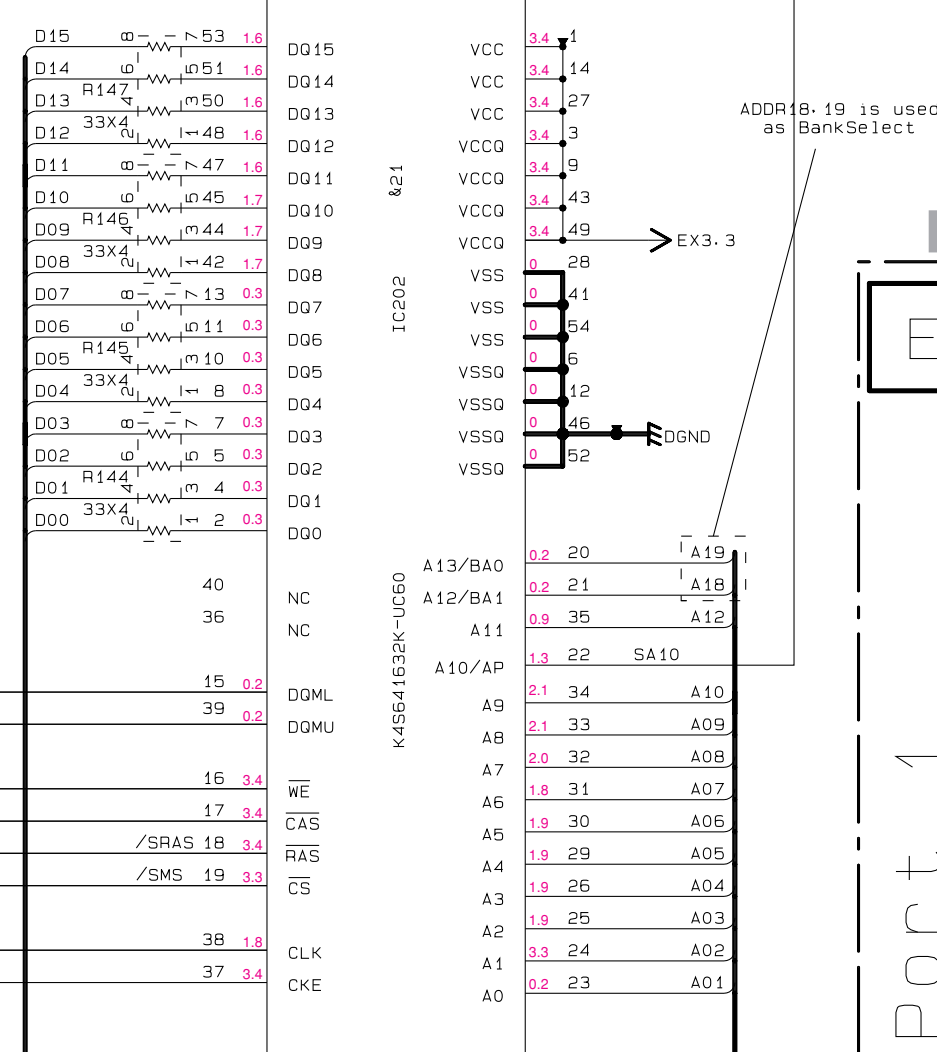 D15 8 7 53 1.6 DQ15 VCC 3.4 1
D14 6 5 51 1.6 DQ14 VCC 3.4 14
R147
D13 4 3 50 1.6 DQ13 VCC 3.4 27
ADDR18.19 is used
as BankSelect
33X4
D12 2 1 48 1.6 DQ12 VCCQ 3.4 3
D11 8 7 47 1.6 DQ11 VCCQ 3.4 9
&21
D10 6 5 45 1.7 DQ10 VCCQ 3.4 43
R146
D09 4 3 44 1.7 DQ9 VCCQ 3.4 49
EX3.3
33X4
D08 2 1 42 1.7 DQ8 VSS 0 28
D07 8 7 13 0.3 DQ7 VSS 0 41
IC202
D06 6 5 11 0.3 DQ6 VSS 0 54
R145
D05 4 3 10 0.3 DQ5 VSSQ 0 6
33X4
D04 2 1 8 0.3 DQ4 VSSQ 0 12
D03 8 7 7 0.3 DQ3 VSSQ 0 46
DGND
D02 6 5 5 0.3 DQ2 VSSQ 0 52
R144
D01 4 3 4 0.3 DQ1
33X4
D00 2 1 2 0.3 DQ0
A13/BA0 0.2 20 A19
40 NC A12/BA1 0.2 21 A18
36 NC A11 0.9 35 A12
K4S641632K-UC60
A10/AP 1.3 22 SA10
15 0.2 DQML A9 2.1 34 A10
39 0.2 DQMU A8 2.1 33 A09
A7 2.0 32 A08
16 3.4 WE A6 1.8 31 A07
17 3.4 CAS A5 1.9 30 A06
/SRAS 18 3.4 RAS A4 1.9 29 A05
/SMS 19 3.3 CS A3 1.9 26 A04
A2 1.9 25 A03
38 1.8 CLK A1 3.3 24 A02
37 3.4 CKE A0 0.2 23 A01
E
Port 1